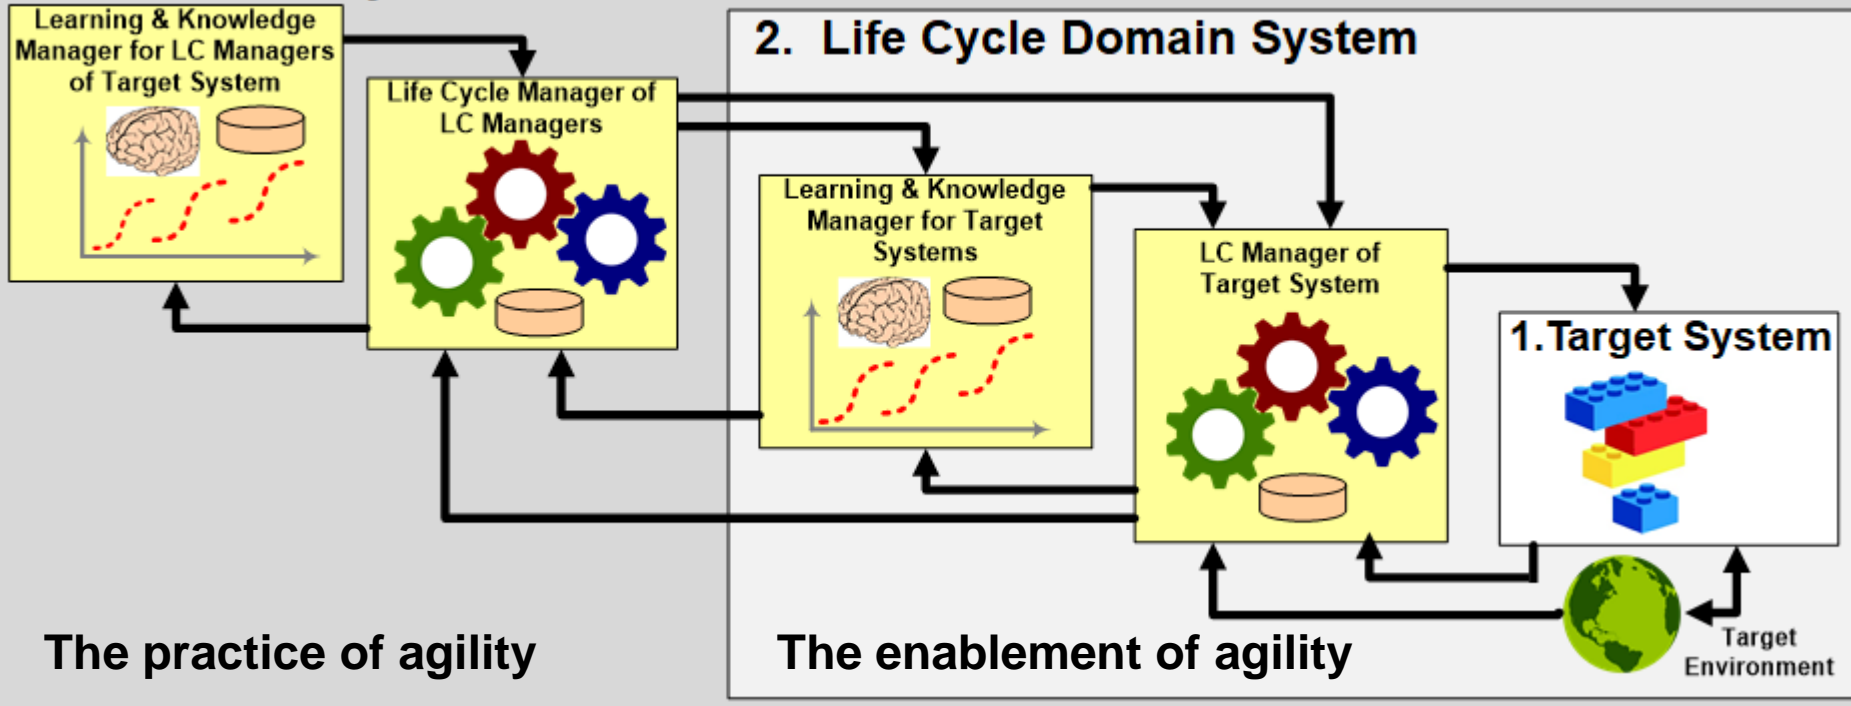 Learning & Knowledge
Manager for LC Managers
of Target System
Life Cycle Manager of
LC Managers
2. Life Cycle Domain System
Learning & Knowledge
Manager for Target
Systems
LC Manager of
Target System
1.Target System
Target
Environment
The practice of agility
The enablement of agility